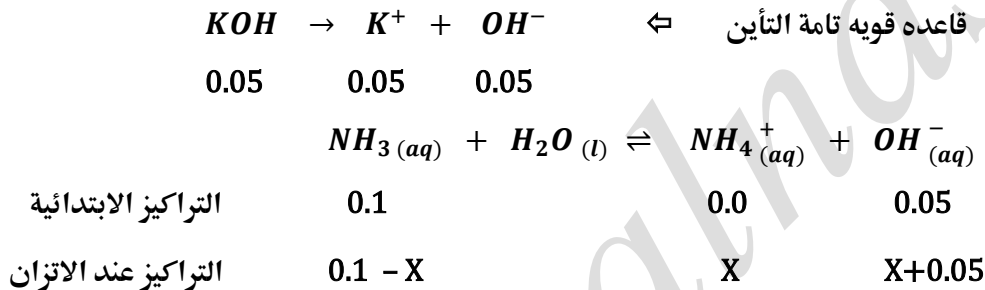 قاعده قويه تامة التأين ⇦ KOH → K⁺ + OH⁻
0.05 0.05 0.05
NH₃ (aq) + H₂O (l) ⇌ NH₄⁺ (aq) + OH⁻ (aq)
التراكيز الابتدائية 0.1 0.0 0.05
التراكيز عند الاتزان 0.1 – X X X+0.05